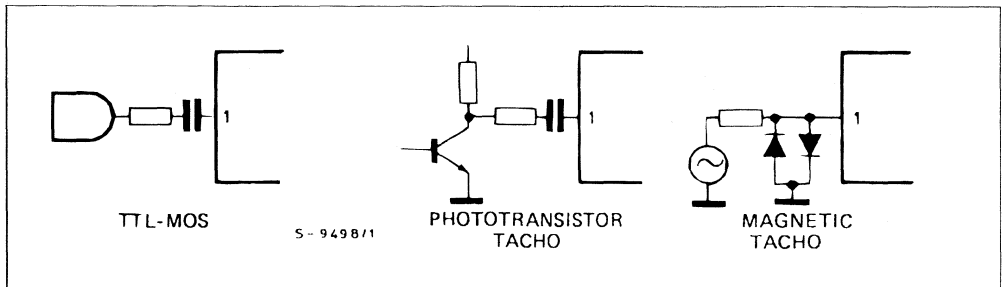 1
1
1
TTL-MOS
S-9498/1
PHOTOTRANSISTOR
TACHO
MAGNETIC
TACHO